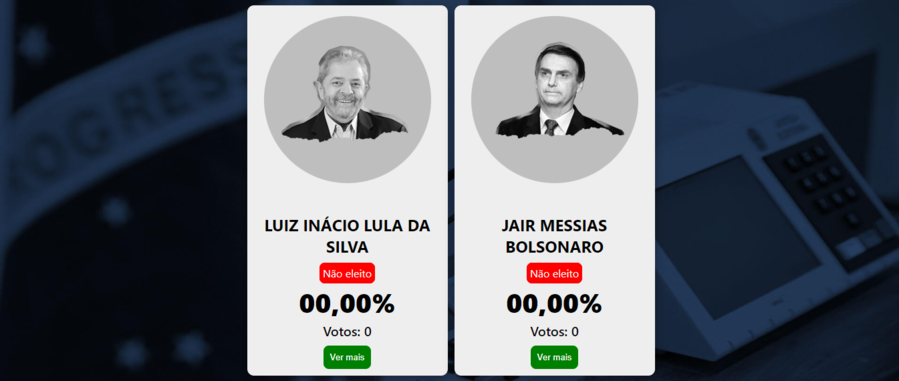 OGRESS
LUIZ INÁCIO LULA DA
SILVA
Não eleito
00,00%
Votos: 0
Ver mais
JAIR MESSIAS
BOLSONARO
Não eleito
00,00%
Votos: 0
Ver mais